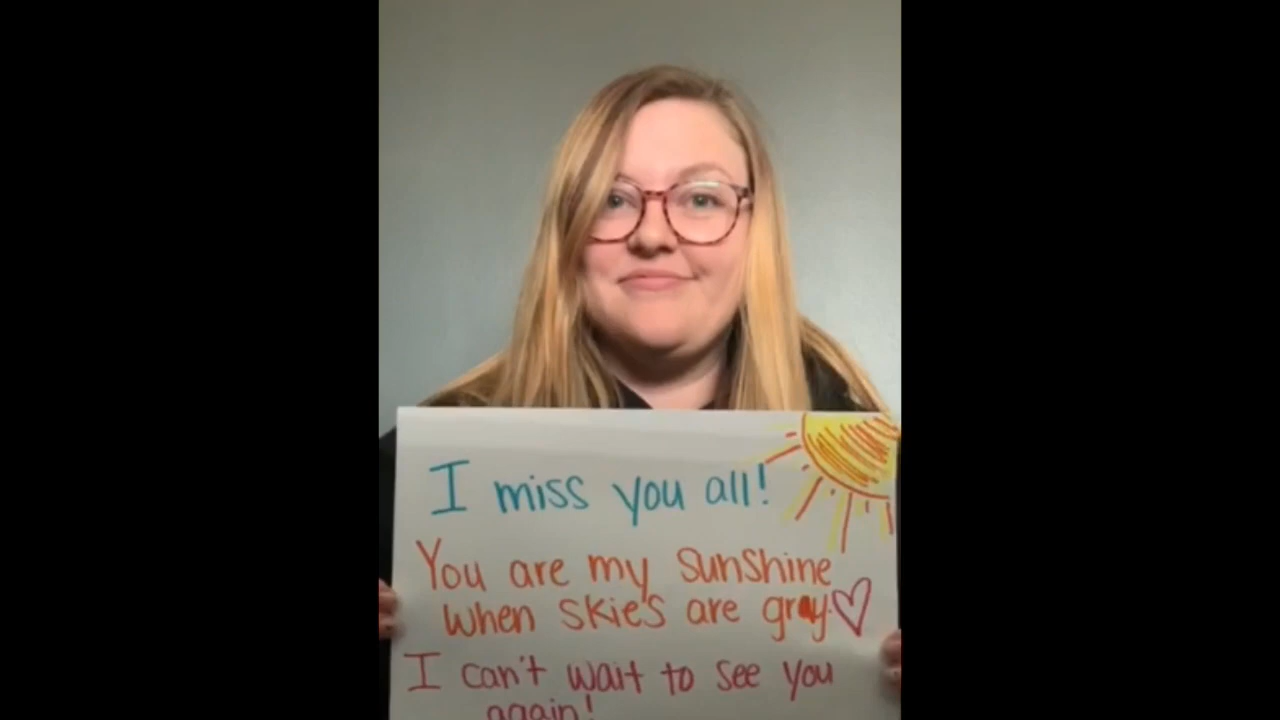 I miss you all!
You are my sunshine
when skies are gray.
I can't wait to see you
again!